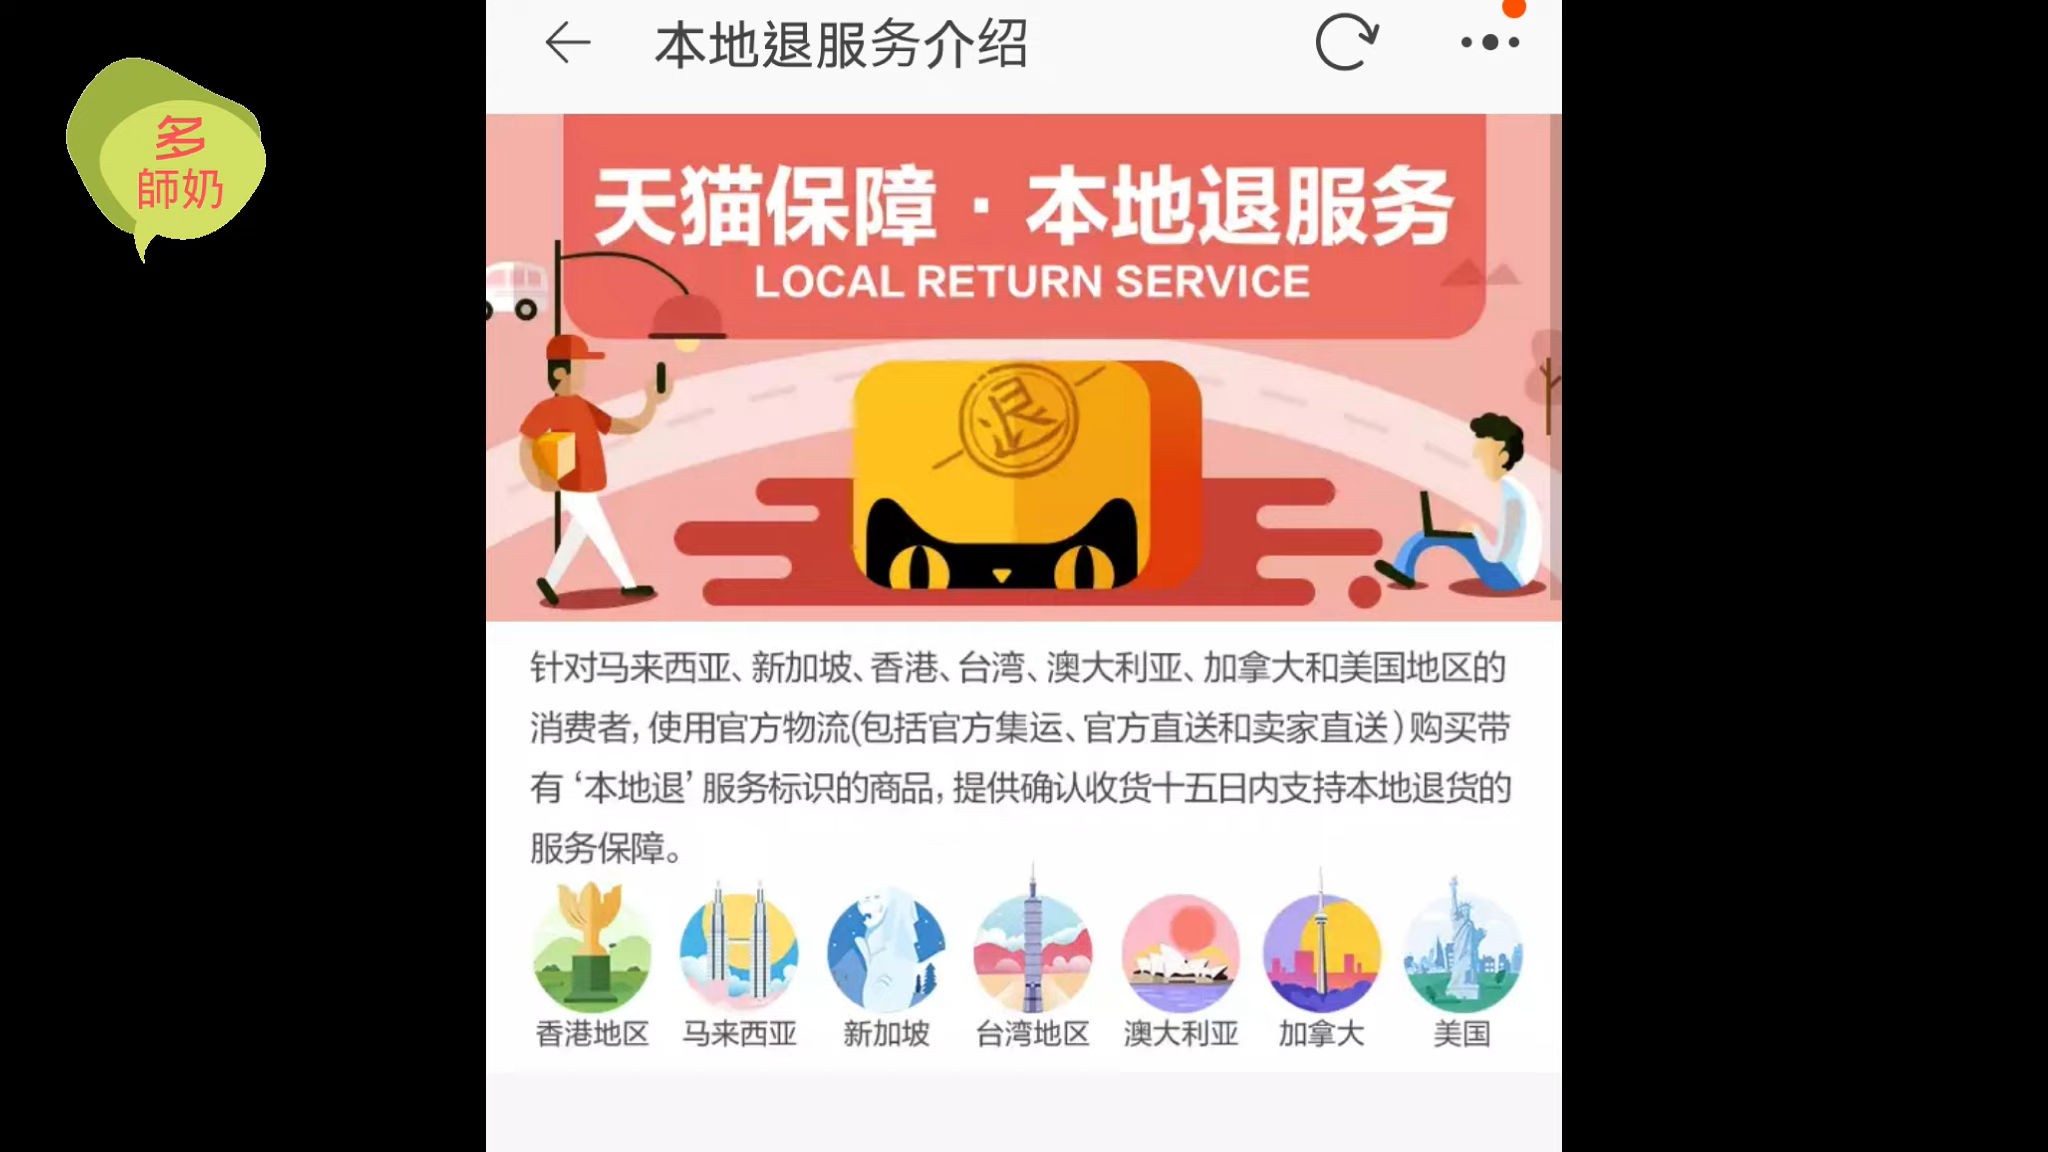 多
師奶
本地退服务介绍
天猫保障·本地退服务
LOCAL RETURN SERVICE
退
针对马来西亚、新加坡、香港、台湾、澳大利亚、加拿大和美国地区的
消费者,使用官方物流(包括官方集运、官方直送和卖家直送)购买带
有‘本地退’服务标识的商品,提供确认收货十五日内支持本地退货的
服务保障。
香港地区 马来西亚 新加坡 台湾地区 澳大利亚 加拿大 美国